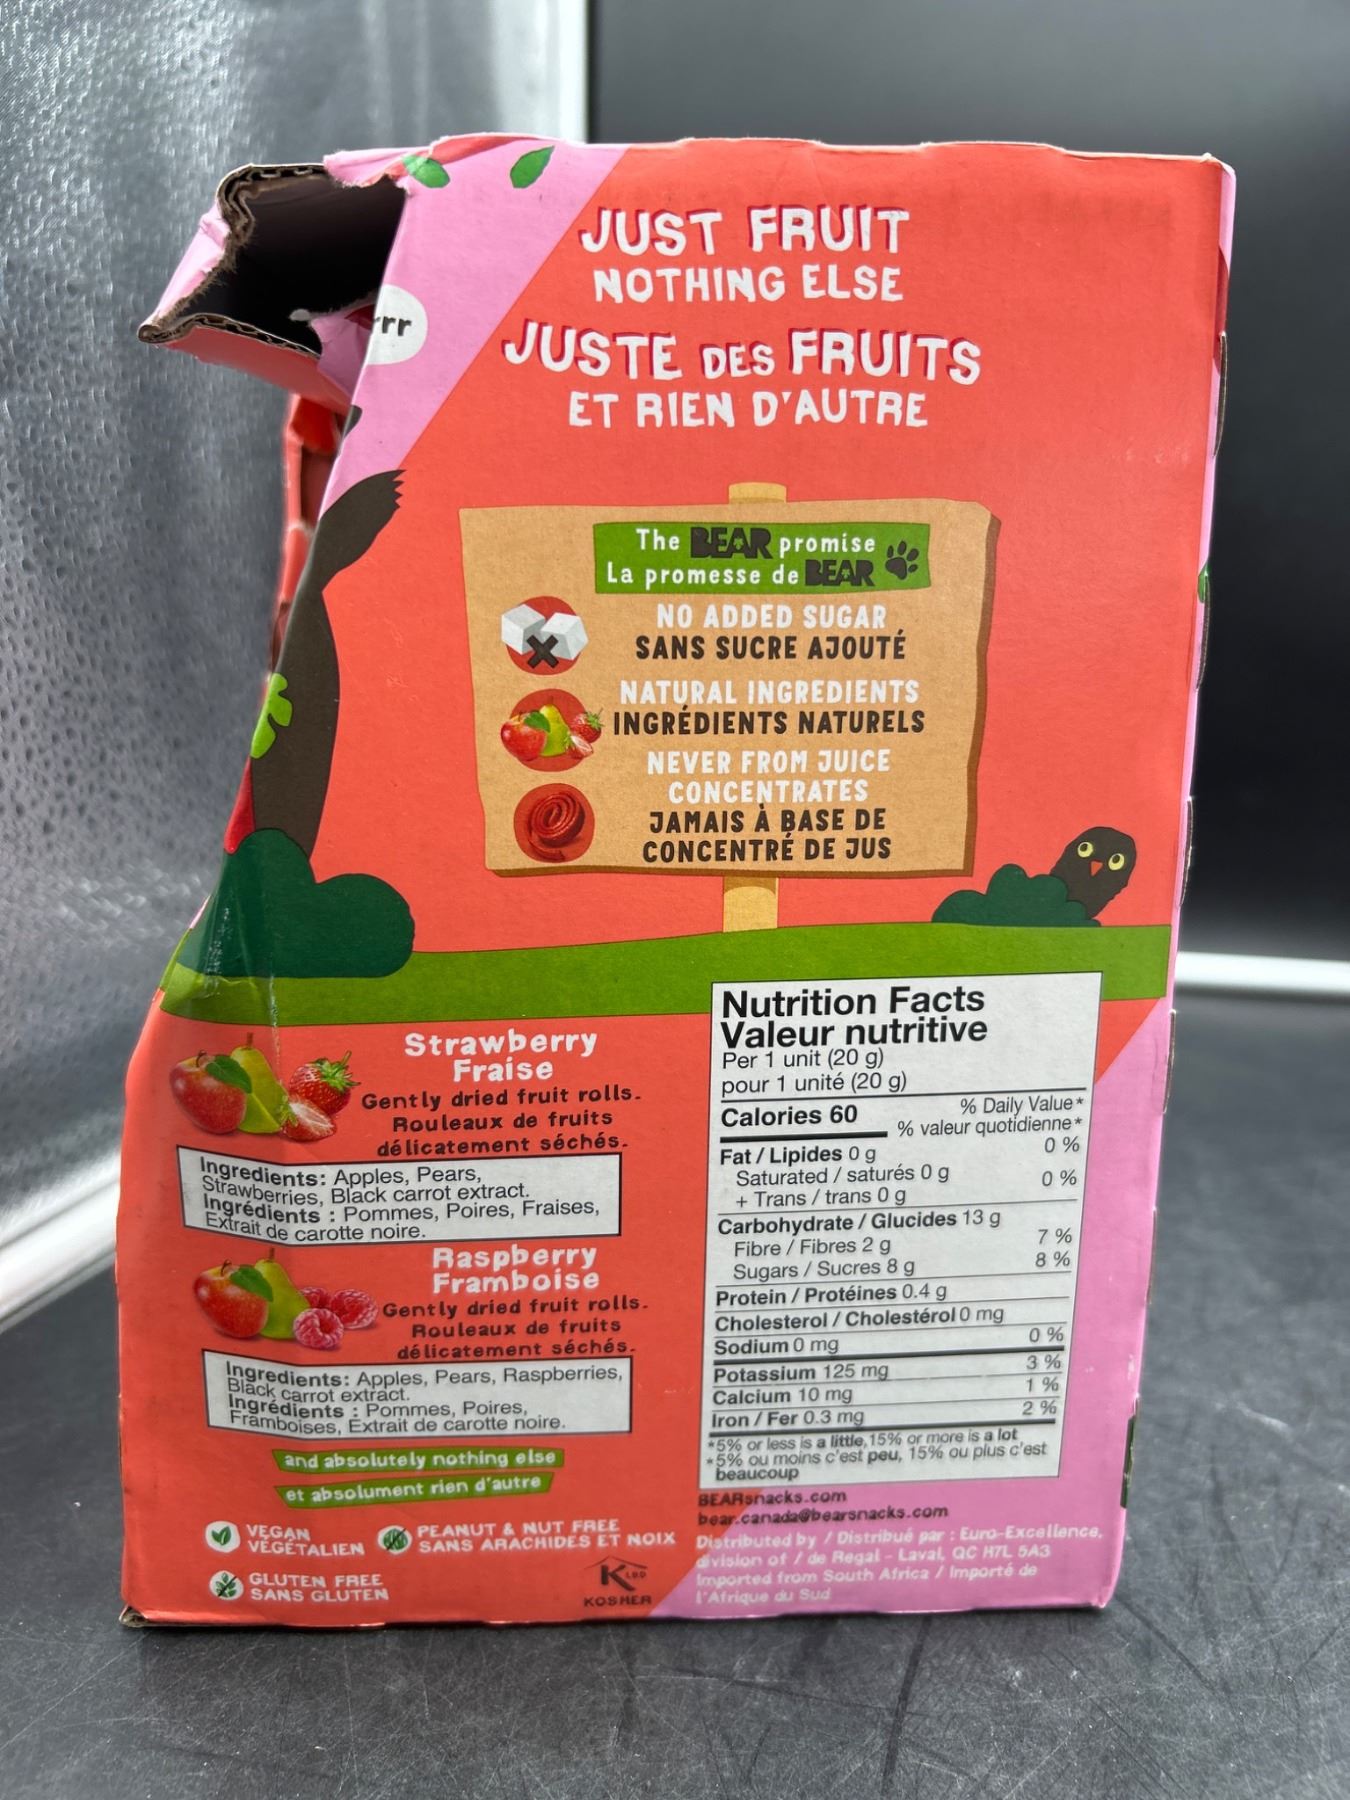 rrr
JUST FRUIT
NOTHING ELSE
JUSTE DES FRUITS
ET RIEN D'AUTRE
The BEAR promise
La promesse de BEAR
NO ADDED SUGAR
SANS SUCRE AJOUTÉ
NATURAL INGREDIENTS
INGRÉDIENTS NATURELS
NEVER FROM JUICE
CONCENTRATES
JAMAIS À BASE DE
CONCENTRÉ DE JUS
Strawberry
Fraise
Gently dried fruit rolls.
Rouleaux de fruits
délicatement séchés.
Ingredients: Apples, Pears,
Strawberries, Black carrot extract.
Ingrédients : Pommes, Poires, Fraises,
Extrait de carotte noire.
Raspberry
Framboise
Gently dried fruit rolls.
Rouleaux de fruits
délicatement séchés.
Ingredients: Apples, Pears, Raspberries,
Black carrot extract.
Ingrédients : Pommes, Poires,
Framboises, Extrait de carotte noire.
and absolutely nothing else
et absolument rien d'autre
VEGAN
VÉGÉTALIEN
PEANUT & NUT FREE
SANS ARACHIDES ET NOIX
GLUTEN FREE
SANS GLUTEN
K LBD
KOSHER
Nutrition Facts
Valeur nutritive
Per 1 unit (20 g)
pour 1 unité (20 g)
Calories 60
% Daily Value*
% valeur quotidienne*
Fat / Lipides 0 g 0 %
Saturated / saturés 0 g
+ Trans / trans 0 g 0 %
Carbohydrate / Glucides 13 g
Fibre / Fibres 2 g 7 %
Sugars / Sucres 8 g 8 %
Protein / Protéines 0.4 g
Cholesterol / Cholestérol 0 mg
Sodium 0 mg 0 %
Potassium 125 mg 3 %
Calcium 10 mg 1 %
Iron / Fer 0.3 mg 2 %
*5% or less is a little, 15% or more is a lot
*5% ou moins c'est peu, 15% ou plus c'est
beaucoup
BEARsnacks.com
bear.canada@bearsnacks.com
Distributed by / Distribué par : Euro-Excellence,
division of / de Regal - Laval, QC H7L 5A3
Imported from South Africa / Importé de
l'Afrique du Sud